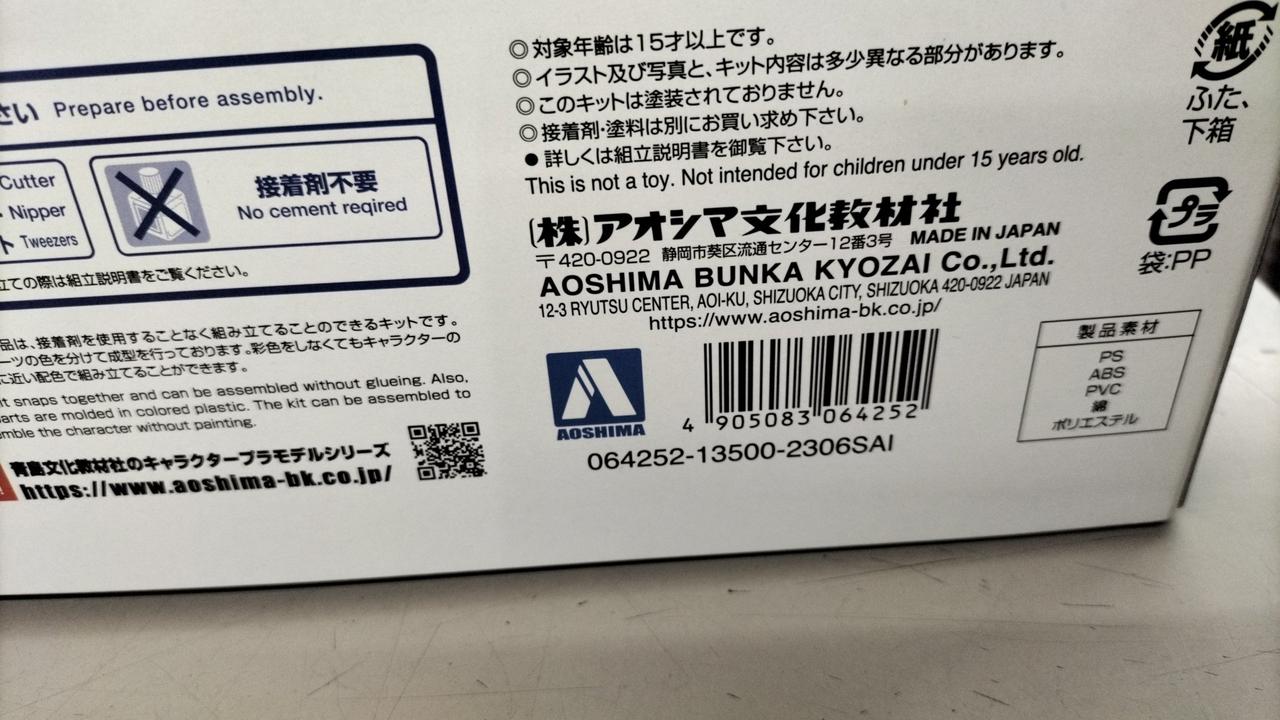 さい Prepare before assembly.
Cutter
Nipper
Tweezers
接着剤不要
No cement reqired
立ての際は組立説明書をご覧ください。
品は、接着剤を使用することなく組み立てることのできるキットです。
ーツの色を分けて成型を行っております。彩色をしなくてもキャラクターの
に近い配色で組み立てることができます。
it snaps together and can be assembled without glueing. Also,
arts are molded in colored plastic. The kit can be assembled to
mble the character without painting.
青島文化教材社のキャラクタープラモデルシリーズ
https://www.aoshima-bk.co.jp/
◎対象年齢は15才以上です。
◎イラスト及び写真と、キット内容は多少異なる部分があります。
◎このキットは塗装されておりません。
◎接着剤・塗料は別にお買い求め下さい。
●詳しくは組立説明書を御覧下さい。
This is not a toy. Not intended for children under 15 years old.
(株)アオシマ文化教材社
〒420-0922 静岡市葵区流通センター12番3号 MADE IN JAPAN
AOSHIMA BUNKA KYOZAI Co.,Ltd.
12-3 RYUTSU CENTER, AOI-KU, SHIZUOKA CITY, SHIZUOKA 420-0922 JAPAN
https://www.aoshima-bk.co.jp/
AOSHIMA
4 905083 064252
064252-13500-2306SAI
紙
ふた、
下箱
プラ
袋:PP
製品素材
PS
ABS
PVC
綿
ポリエステル